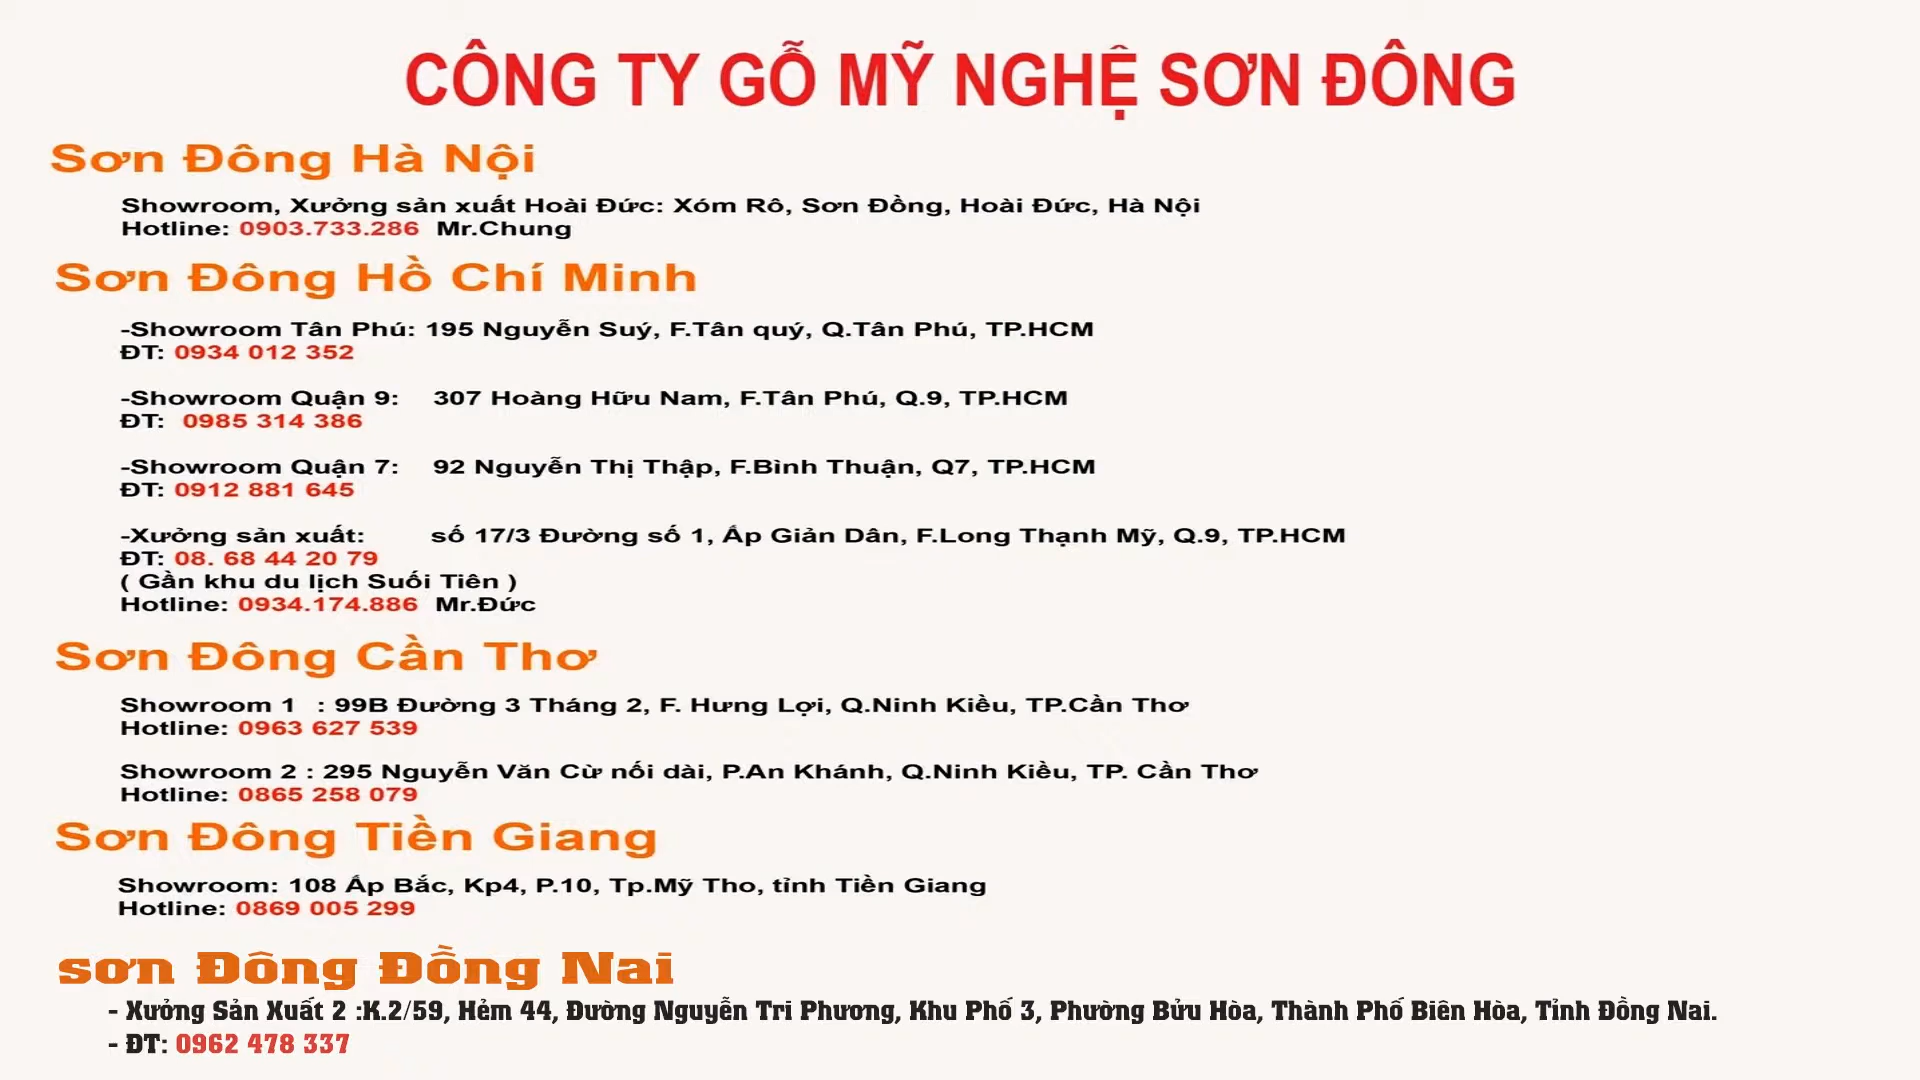 CÔNG TY GỖ MỸ NGHỆ SƠN ĐÔNG
Sơn Đông Hà Nội
Showroom, Xưởng sản xuất Hoài Đức: Xóm Rô, Sơn Đồng, Hoài Đức, Hà Nội
Hotline: 0903.733.286 Mr.Chung
Sơn Đông Hồ Chí Minh
-Showroom Tân Phú: 195 Nguyễn Suý, F.Tân quý, Q.Tân Phú, TP.HCM
ĐT: 0934 012 352
-Showroom Quận 9: 307 Hoàng Hữu Nam, F.Tân Phú, Q.9, TP.HCM
ĐT: 0985 314 386
-Showroom Quận 7: 92 Nguyễn Thị Thập, F.Bình Thuận, Q7, TP.HCM
ĐT: 0912 881 645
-Xưởng sản xuất: số 17/3 Đường số 1, Ấp Giản Dân, F.Long Thạnh Mỹ, Q.9, TP.HCM
ĐT: 08. 68 44 20 79
( Gần khu du lịch Suối Tiên )
Hotline: 0934.174.886 Mr.Đức
Sơn Đông Cần Thơ
Showroom 1 : 99B Đường 3 Tháng 2, F. Hưng Lợi, Q.Ninh Kiều, TP.Cần Thơ
Hotline: 0963 627 539
Showroom 2 : 295 Nguyễn Văn Cừ nối dài, P.An Khánh, Q.Ninh Kiều, TP. Cần Thơ
Hotline: 0865 258 079
Sơn Đông Tiền Giang
Showroom: 108 Ấp Bắc, Kp4, P.10, Tp.Mỹ Tho, tỉnh Tiền Giang
Hotline: 0869 005 299
sơn Đông Đồng Nai
- Xưởng Sản Xuất 2 :K.2/59, Hẻm 44, Đường Nguyễn Tri Phương, Khu Phố 3, Phường Bửu Hòa, Thành Phố Biên Hòa, Tỉnh Đồng Nai.
- ĐT: 0962 478 337